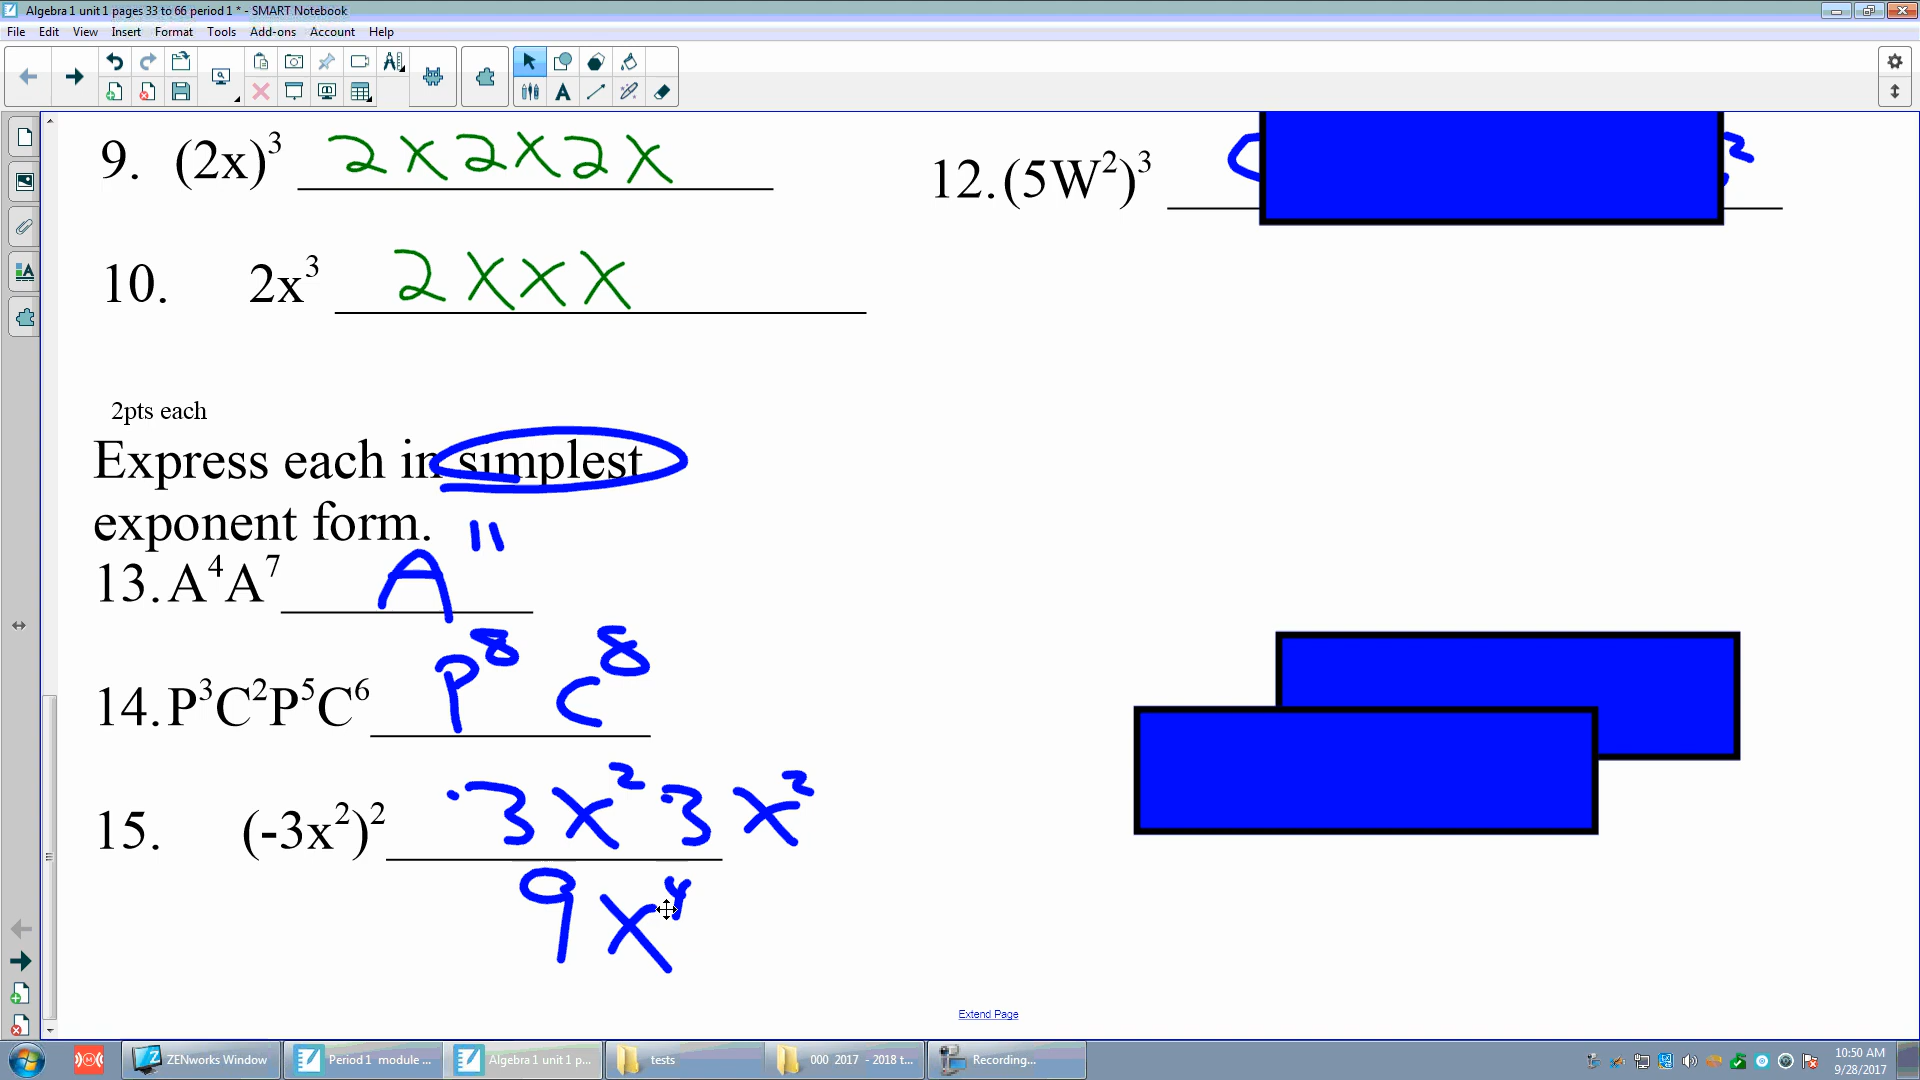 Algebra 1 unit 1 pages 33 to 66 period 1 * - SMART Notebook
File Edit View Insert Format Tools Add-ons Account Help
9. (2x)³ 2x2x2x
12. (5W²)³
10. 2x³ 2xxx
2pts each
Express each in simplest
exponent form.
13. A⁴A⁷ A¹¹
14. P³C²P⁵C⁶ P⁸ C⁸
15. (-3x²)² -3x²-3x²
9x⁴
Extend Page
ZENworks Window Period 1 module ... Algebra 1 unit 1 p... tests 000 2017 - 2018 t... Recording... 10:50 AM
9/28/2017